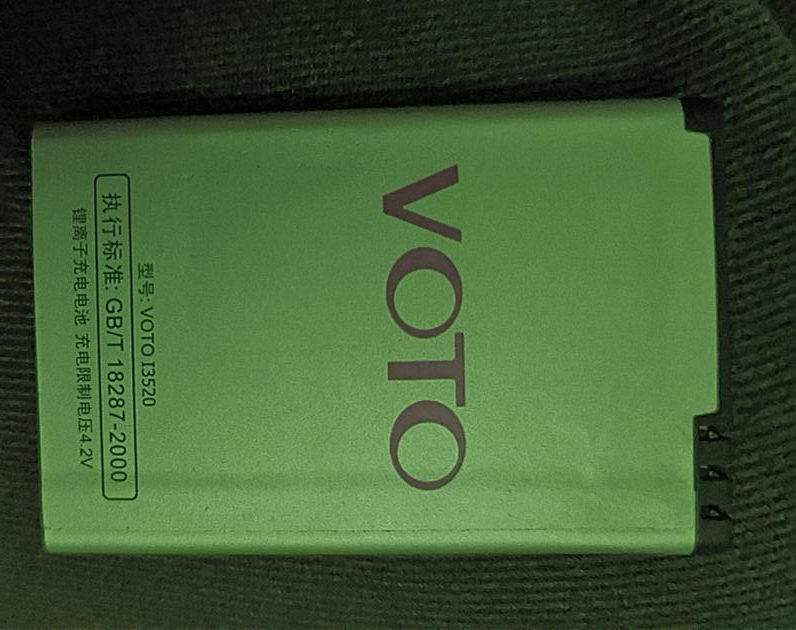 VOTO
型号: VOTO I3520
执行标准: GB/T 18287-2000
锂离子充电电池 充电限制电压4.2V